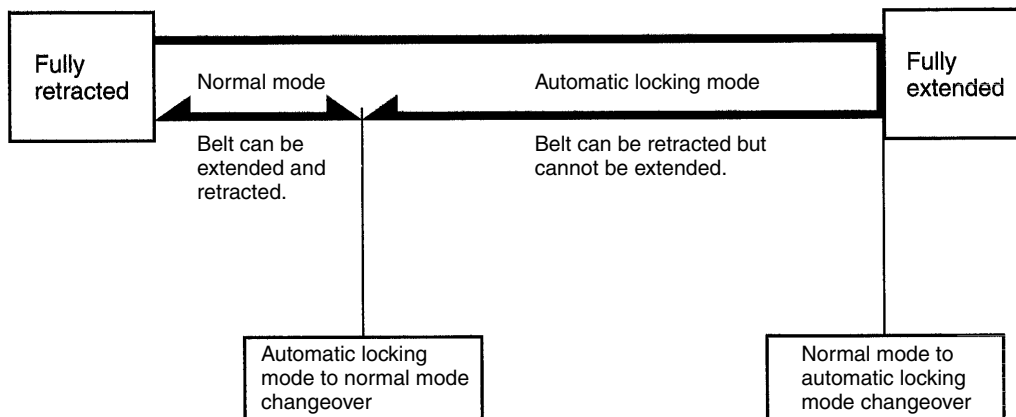 Fully
retracted
Normal mode
Automatic locking mode
Fully
extended
Belt can be
extended and
retracted.
Belt can be retracted but
cannot be extended.
Automatic locking
mode to normal mode
changeover
Normal mode to
automatic locking
mode changeover